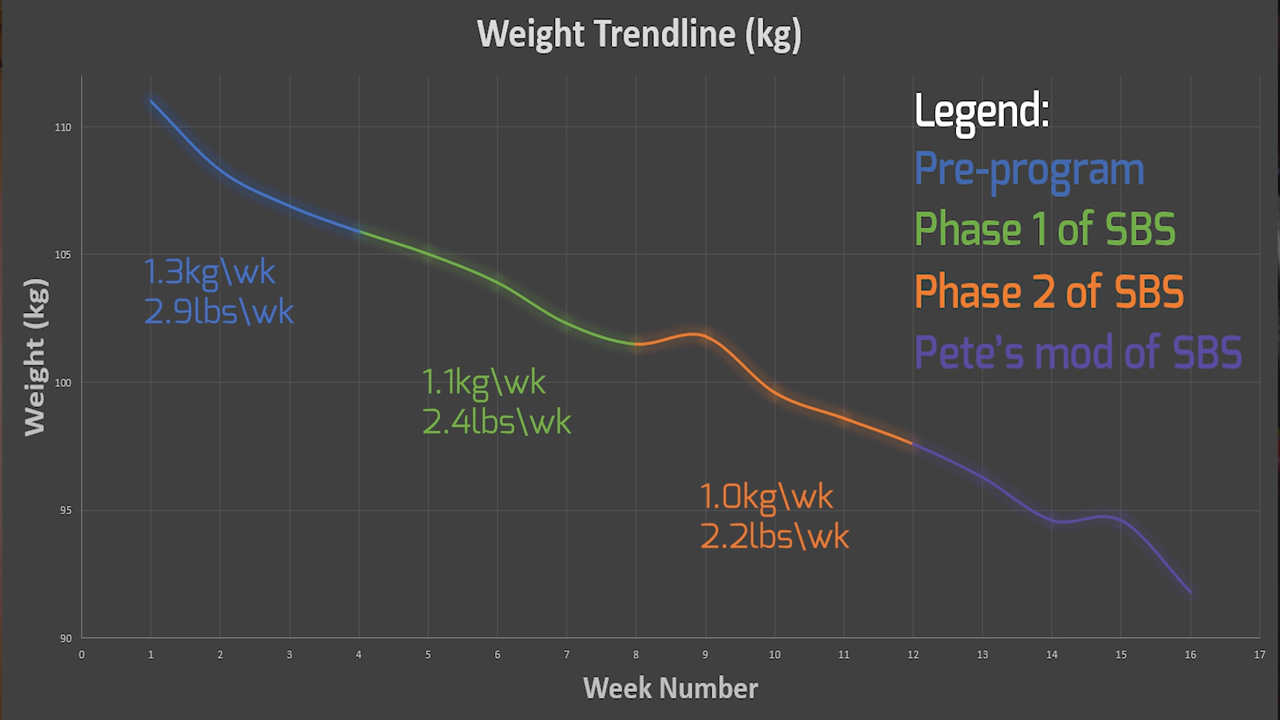 Weight Trendline (kg)
Legend:
Pre-program
Phase 1 of SBS
Phase 2 of SBS
Pete's mod of SBS
Weight (kg)
110
105
100
95
90
1.3kg\wk
2.9lbs\wk
1.1kg\wk
2.4lbs\wk
1.0kg\wk
2.2lbs\wk
0 1 2 3 4 5 6 7 8 9 10 11 12 13 14 15 16 17
Week Number